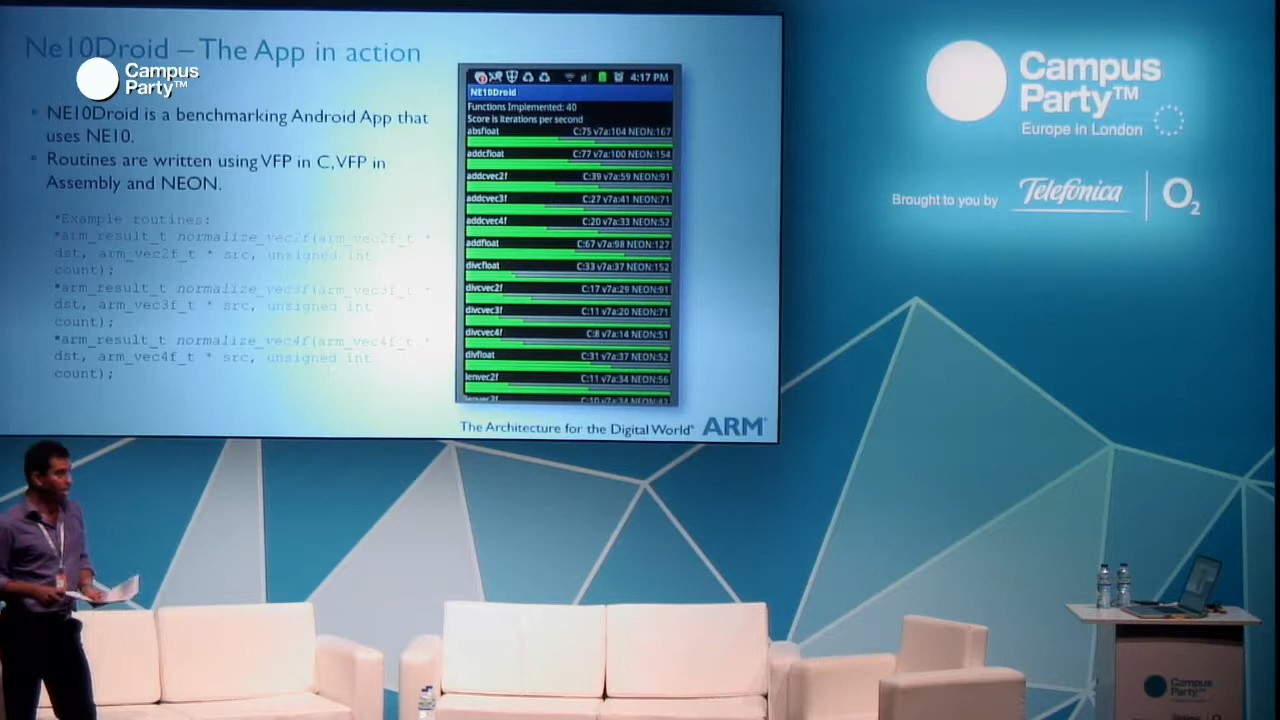 Ne10Droid – The App in action
Campus
Party™
NE10Droid is a benchmarking Android App that
uses NE10.
Routines are written using VFP in C, VFP in
Assembly and NEON.
*Example routines:
*arm_result_t normalize_vec2f(arm_vec2f_t *
dst, arm_vec2f_t * src, unsigned int
count);
*arm_result_t normalize_vec3f(arm_vec3f_t *
dst, arm_vec3f_t * src, unsigned int
count);
*arm_result_t normalize_vec4f(arm_vec4f_t *
dst, arm_vec4f_t * src, unsigned int
count);
4:17 PM
NE10Droid
Functions Implemented: 40
Score is Iterations per second
absfloat C:75 v7a:104 NEON:167
addcfloat C:77 v7a:100 NEON:154
addcvec2f C:39 v7a:59 NEON:91
addcvec3f C:27 v7a:41 NEON:71
addcvec4f C:20 v7a:33 NEON:52
addfloat C:67 v7a:98 NEON:127
divcfloat C:33 v7a:37 NEON:152
divcvec2f C:17 v7a:29 NEON:91
divcvec3f C:11 v7a:20 NEON:71
divcvec4f C:8 v7a:14 NEON:51
divfloat C:31 v7a:37 NEON:52
lenvec2f C:11 v7a:34 NEON:56
The Architecture for the Digital World® ARM®
Campus
Party™
Europe in London
Brought to you by Telefónica O2
Campus
Party™